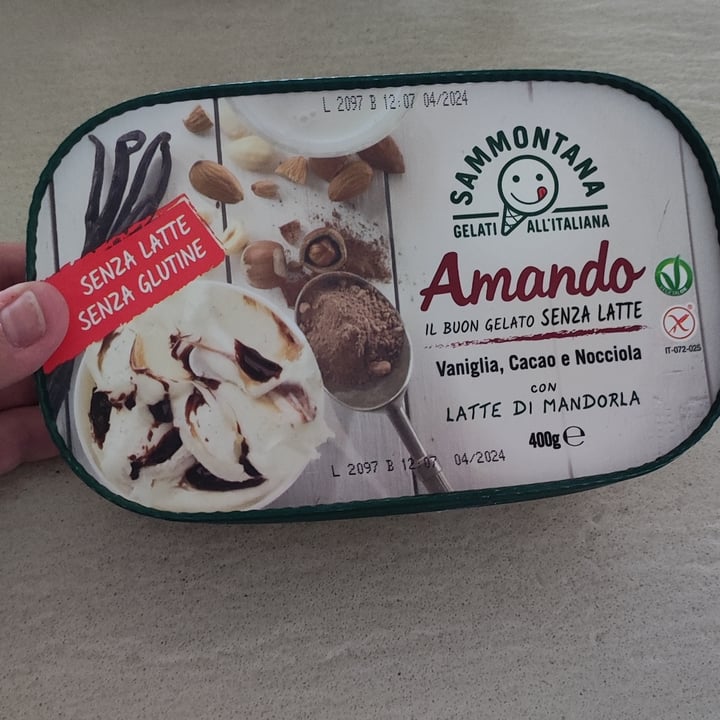 L 2097 B 12:07 04/2024
SAMMONTANA
GELATI ALL'ITALIANA
SENZA LATTE
SENZA GLUTINE
Amando
IL BUON GELATO SENZA LATTE
Vaniglia, Cacao e Nocciola
CON
LATTE DI MANDORLA
400g ℮
IT-072-025
L 2097 B 12:07 04/2024